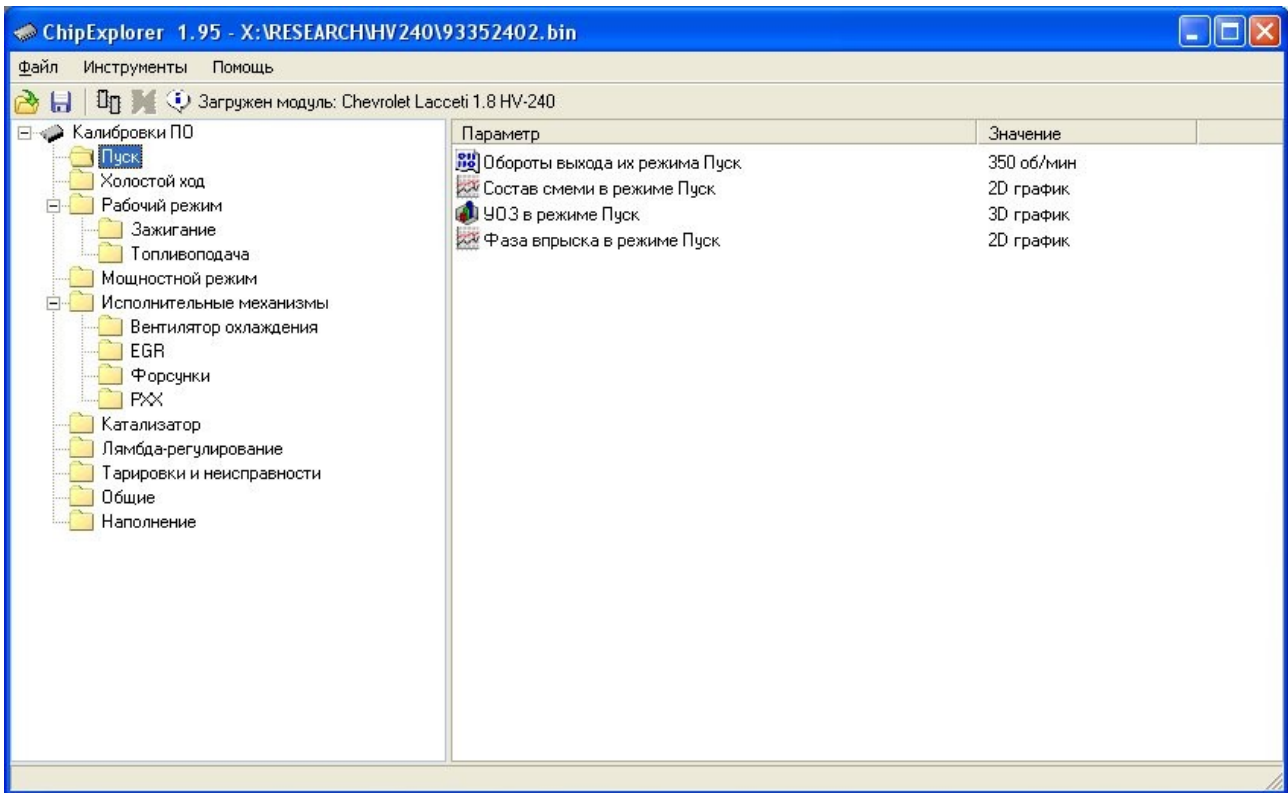 ChipExplorer 1.95 - X:\RESEARCH\HV240\93352402.bin
Файл Инструменты Помощь
Загружен модуль: Chevrolet Lacceti 1.8 HV-240
Калибровки ПО
Пуск
Холостой ход
Рабочий режим
Зажигание
Топливоподача
Мощностной режим
Исполнительные механизмы
Вентилятор охлаждения
EGR
Форсунки
РХХ
Катализатор
Лямбда-регулирование
Тарировки и неисправности
Общие
Наполнение
Параметр Значение
Обороты выхода их режима Пуск 350 об/мин
Состав смеми в режиме Пуск 2D график
УОЗ в режиме Пуск 3D график
Фаза впрыска в режиме Пуск 2D график